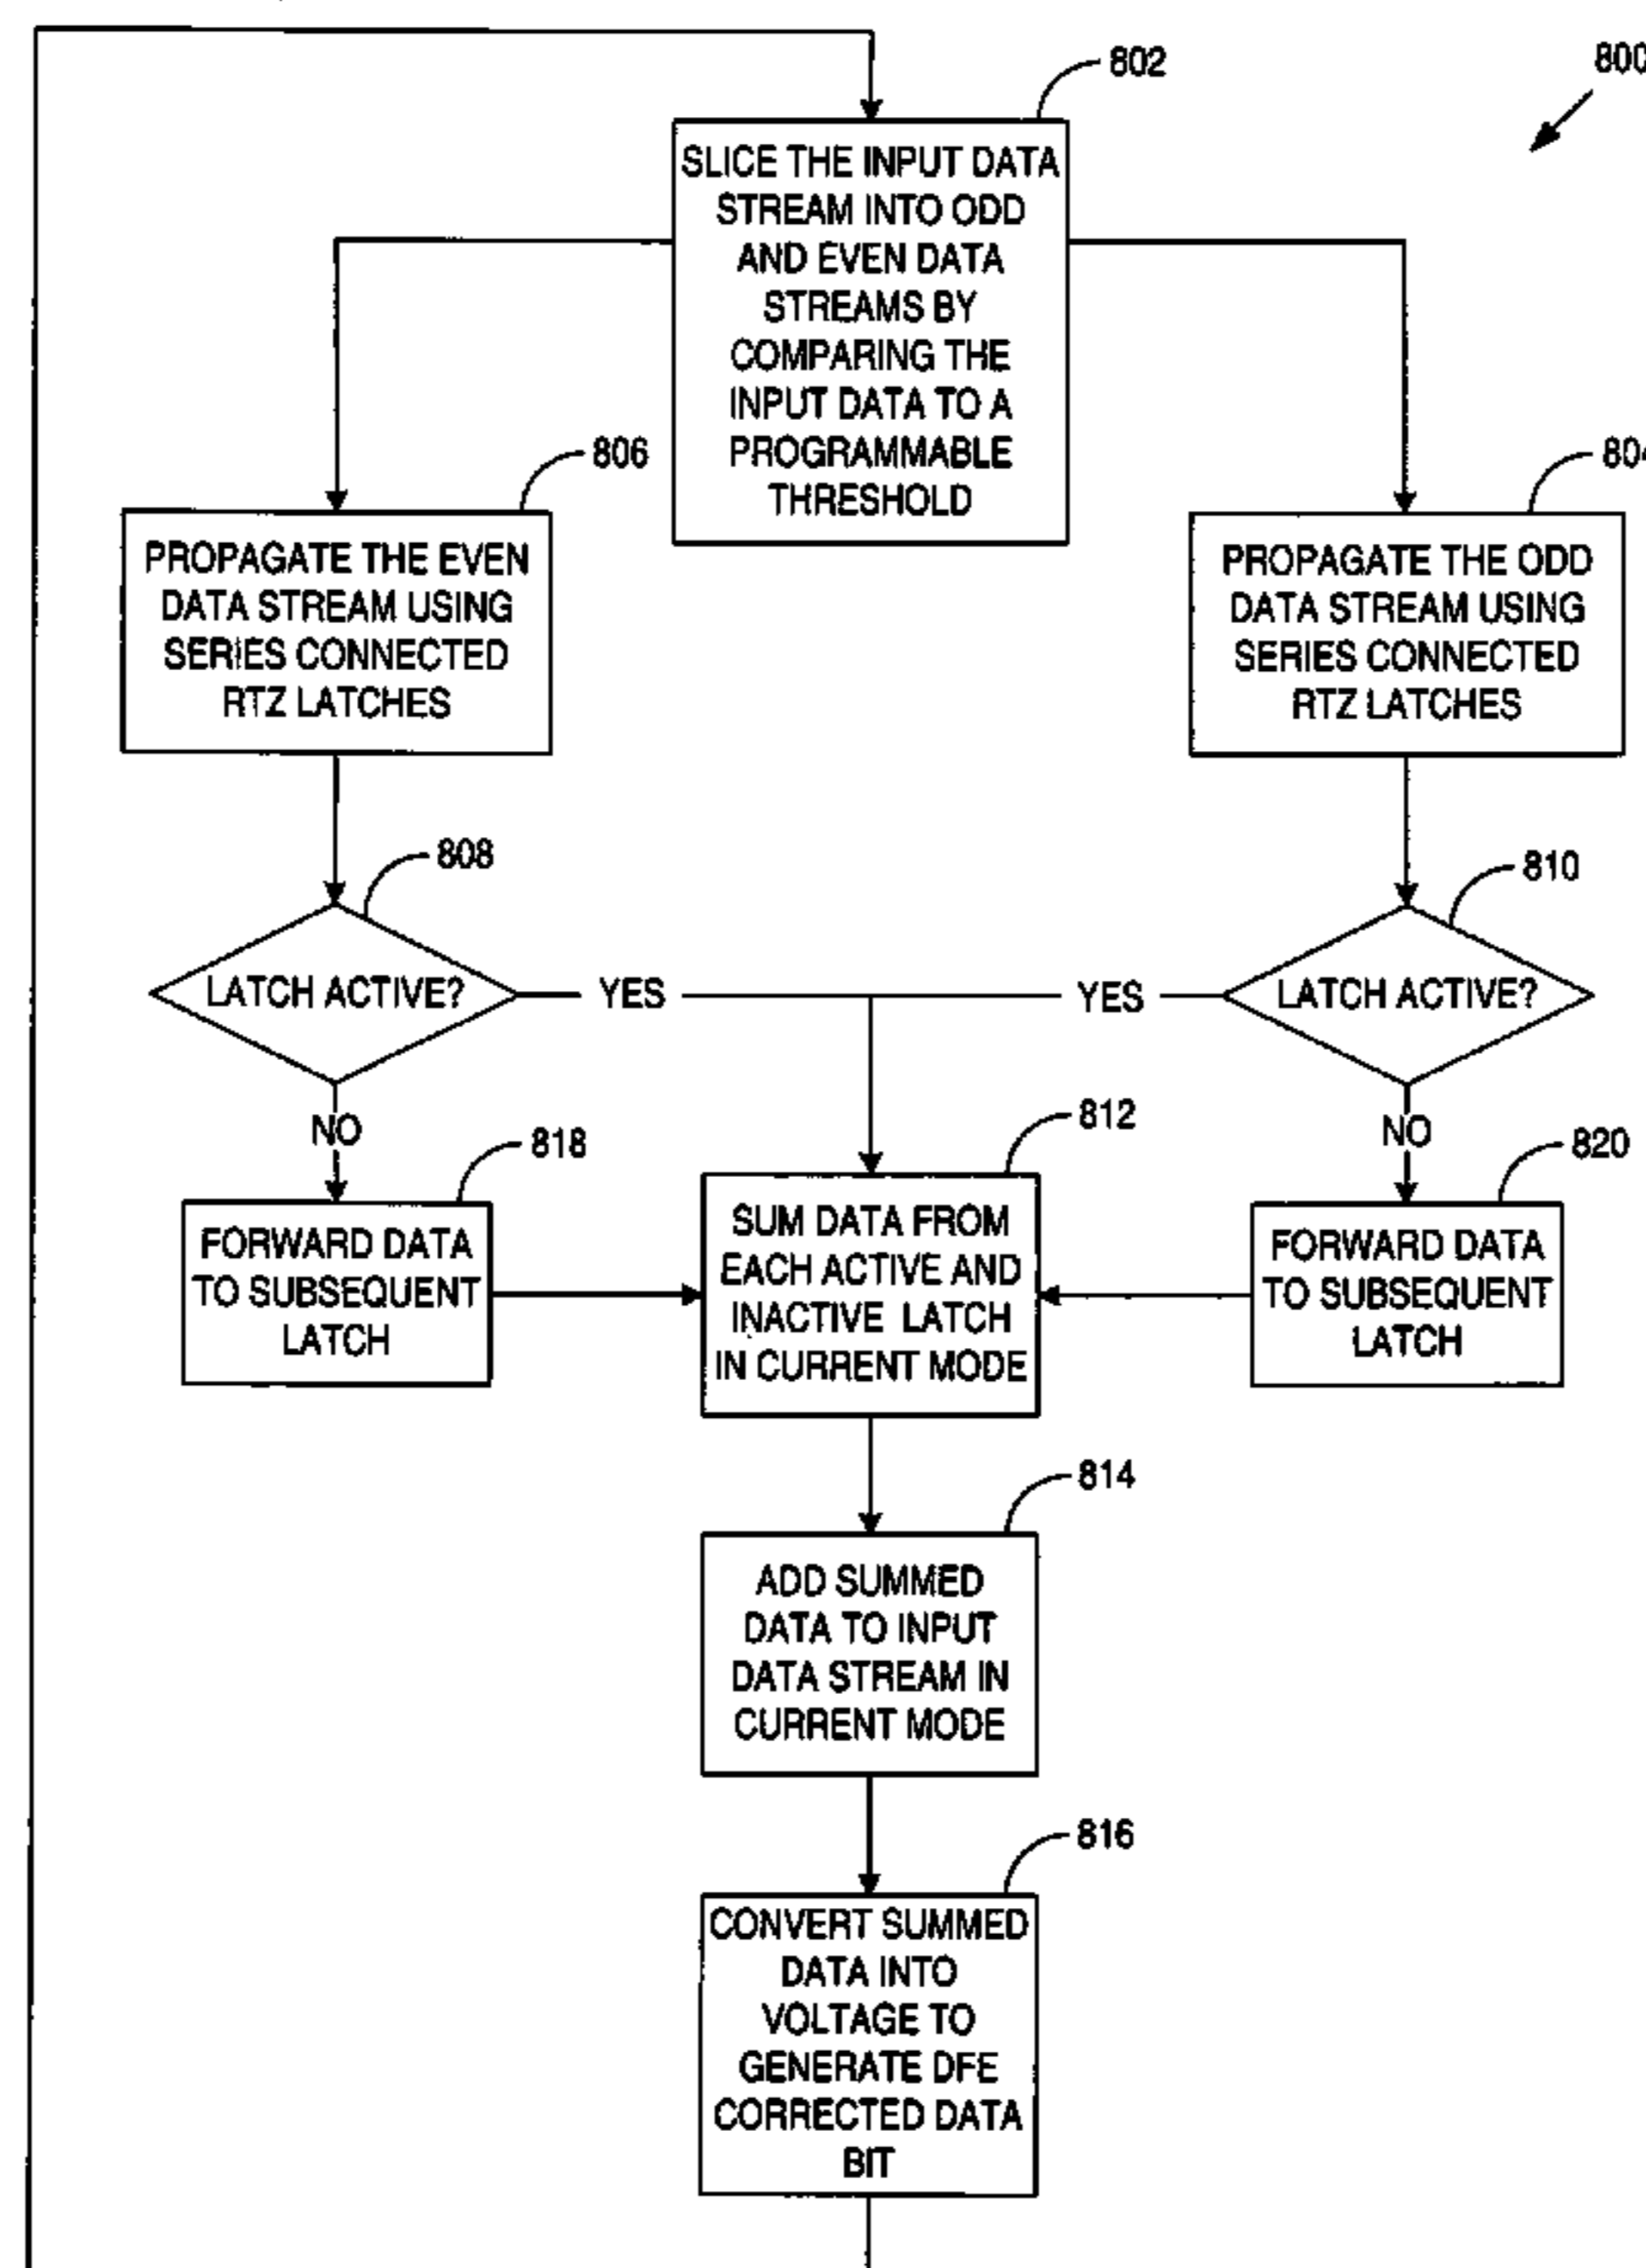 800
802
SLICE THE INPUT DATA
STREAM INTO ODD
AND EVEN DATA
STREAMS BY
COMPARING THE
INPUT DATA TO A
PROGRAMMABLE
THRESHOLD
806
PROPAGATE THE EVEN
DATA STREAM USING
SERIES CONNECTED
RTZ LATCHES
804
PROPAGATE THE ODD
DATA STREAM USING
SERIES CONNECTED
RTZ LATCHES
808
LATCH ACTIVE?
YES
NO
810
LATCH ACTIVE?
YES
NO
818
FORWARD DATA
TO SUBSEQUENT
LATCH
812
SUM DATA FROM
EACH ACTIVE AND
INACTIVE LATCH
IN CURRENT MODE
820
FORWARD DATA
TO SUBSEQUENT
LATCH
814
ADD SUMMED
DATA TO INPUT
DATA STREAM IN
CURRENT MODE
816
CONVERT SUMMED
DATA INTO
VOLTAGE TO
GENERATE DFE
CORRECTED DATA
BIT